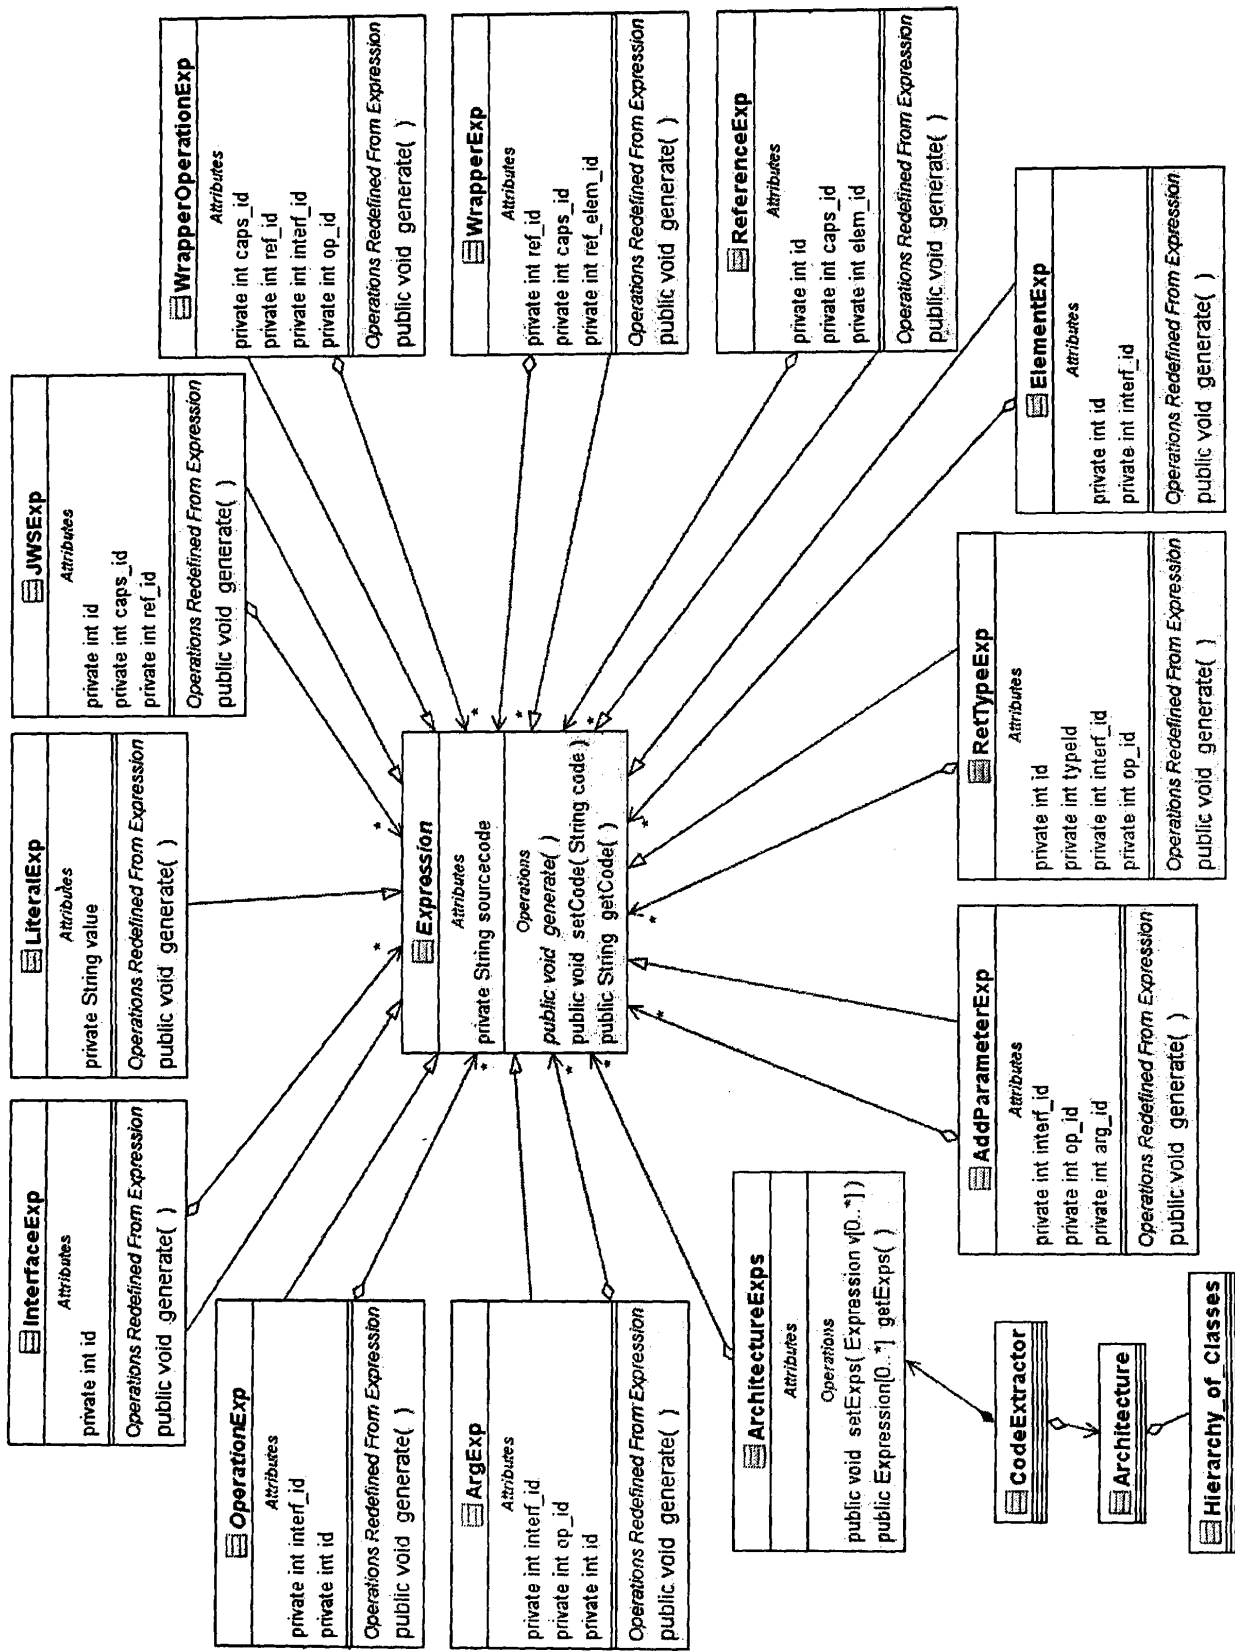 InterfaceExp
Attributes
private int id
Operations Redefined From Expression
public void generate( )
LiteralExp
Attributes
private String value
Operations Redefined From Expression
public void generate( )
JWSExp
Attributes
private int id
private int caps_id
private int ref_id
Operations Redefined From Expression
public void generate( )
WrapperOperationExp
Attributes
private int caps_id
private int ref_id
private int interf_id
private int op_id
Operations Redefined From Expression
public void generate( )
OperationExp
Attributes
private int interf_id
private int id
Operations Redefined From Expression
public void generate( )
Expression
Attributes
private String sourcecode
Operations
public void generate( )
public void setCode( String code )
public String getCode( )
*
*
*
*
*
*
*
*
*
*
*
WrapperExp
Attributes
private int ref_id
private int caps_id
private int ref_elem_id
Operations Redefined From Expression
public void generate( )
ArgExp
Attributes
private int interf_id
private int op_id
private int id
Operations Redefined From Expression
public void generate( )
ReferenceExp
Attributes
private int id
private int caps_id
private int elem_id
Operations Redefined From Expression
public void generate( )
ArchitectureExps
Attributes
Operations
public void setExps( Expression v[0..*] )
public Expression[0..*] getExps( )
AddParameterExp
Attributes
private int interf_id
private int op_id
private int arg_id
Operations Redefined From Expression
public void generate( )
RetTypeExp
Attributes
private int id
private int typeId
private int interf_id
private int op_id
Operations Redefined From Expression
public void generate( )
ElementExp
Attributes
private int id
private int interf_id
Operations Redefined From Expression
public void generate( )
CodeExtractor
Architecture
Hierarchy_of_Classes